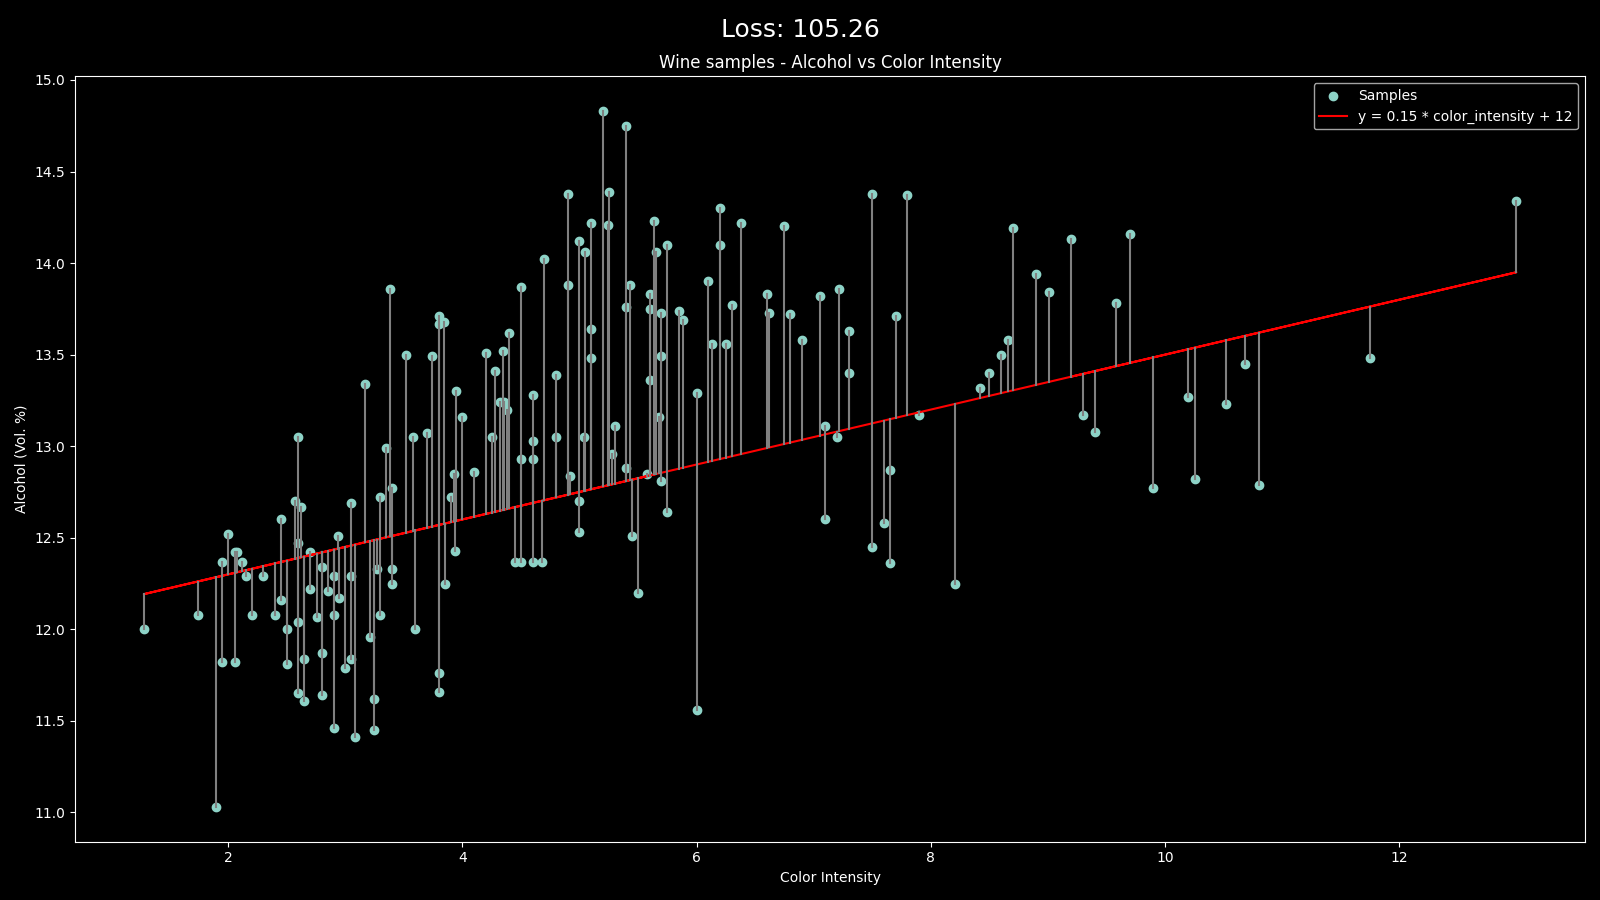 Loss: 105.26
Wine samples - Alcohol vs Color Intensity
Samples
y = 0.15 * color_intensity + 12
Alcohol (Vol. %)
15.0
14.5
14.0
13.5
13.0
12.5
12.0
11.5
11.0
2 4 6 8 10 12
Color Intensity